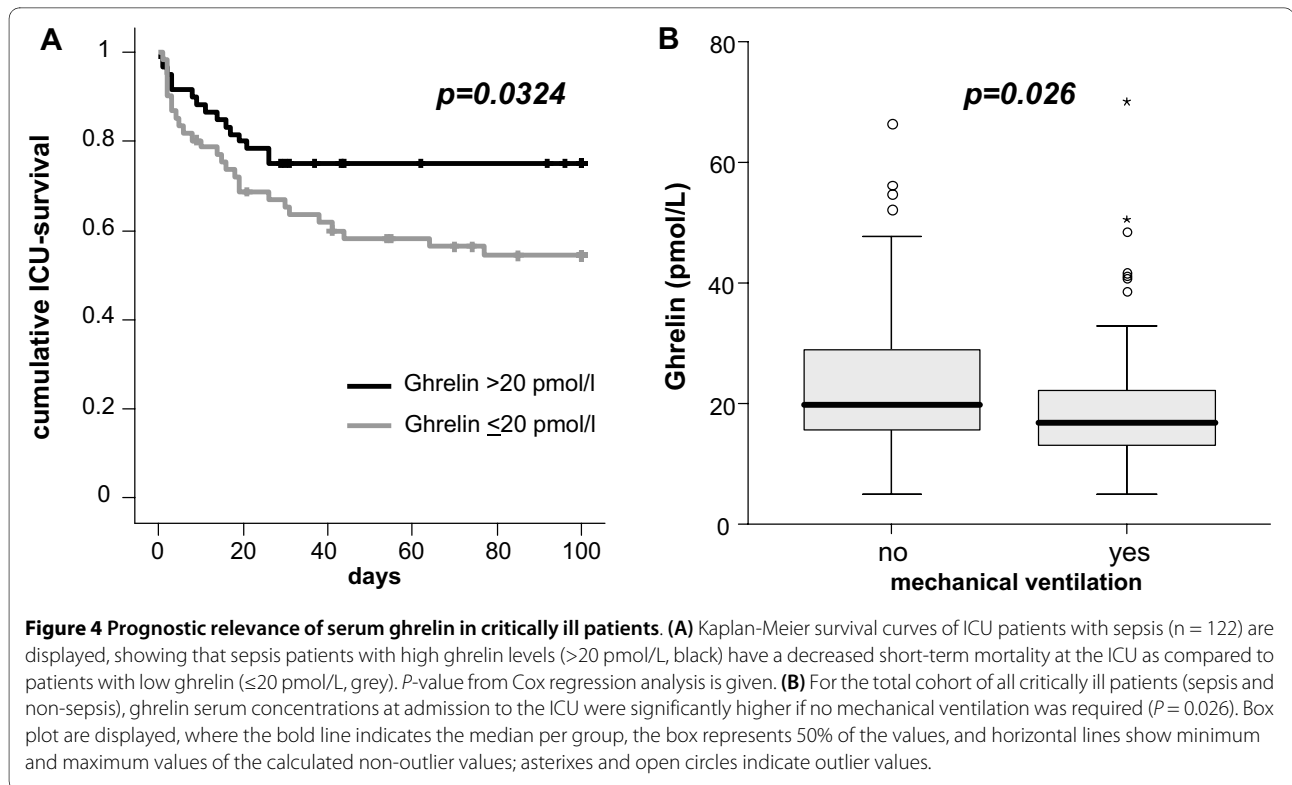 A
1
0.8
0.6
0.4
0.2
0
cumulative ICU-survival
p=0.0324
Ghrelin >20 pmol/l
Ghrelin ≤20 pmol/l
0 20 40 60 80 100
days
B
80
60
40
20
0
Ghrelin (pmol/L)
p=0.026
no yes
mechanical ventilation
Figure 4 Prognostic relevance of serum ghrelin in critically ill patients. (A) Kaplan-Meier survival curves of ICU patients with sepsis (n = 122) are
displayed, showing that sepsis patients with high ghrelin levels (>20 pmol/L, black) have a decreased short-term mortality at the ICU as compared to
patients with low ghrelin (≤20 pmol/L, grey). P-value from Cox regression analysis is given. (B) For the total cohort of all critically ill patients (sepsis and
non-sepsis), ghrelin serum concentrations at admission to the ICU were significantly higher if no mechanical ventilation was required (P = 0.026). Box
plot are displayed, where the bold line indicates the median per group, the box represents 50% of the values, and horizontal lines show minimum
and maximum values of the calculated non-outlier values; asterixes and open circles indicate outlier values.